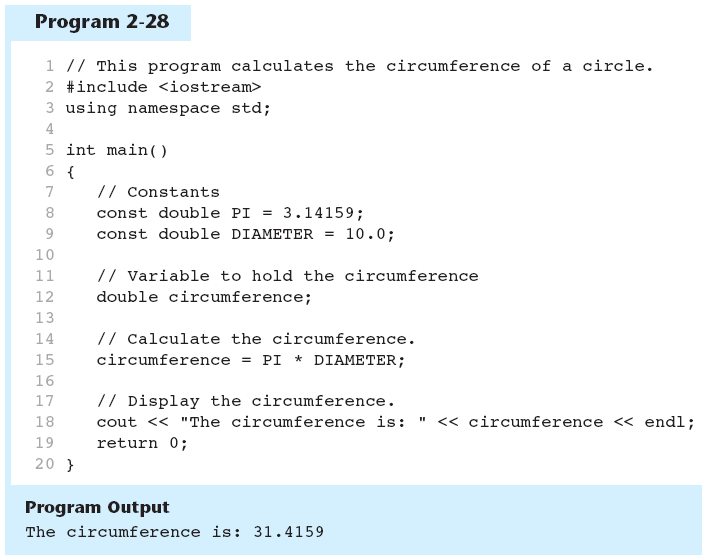 Program 2-28
1 // This program calculates the circumference of a circle.
2 #include <iostream>
3 using namespace std;
4
5 int main()
6 {
7    // Constants
8    const double PI = 3.14159;
9    const double DIAMETER = 10.0;
10
11    // Variable to hold the circumference
12    double circumference;
13
14    // Calculate the circumference.
15    circumference = PI * DIAMETER;
16
17    // Display the circumference.
18    cout << "The circumference is: " << circumference << endl;
19    return 0;
20 }
Program Output
The circumference is: 31.4159